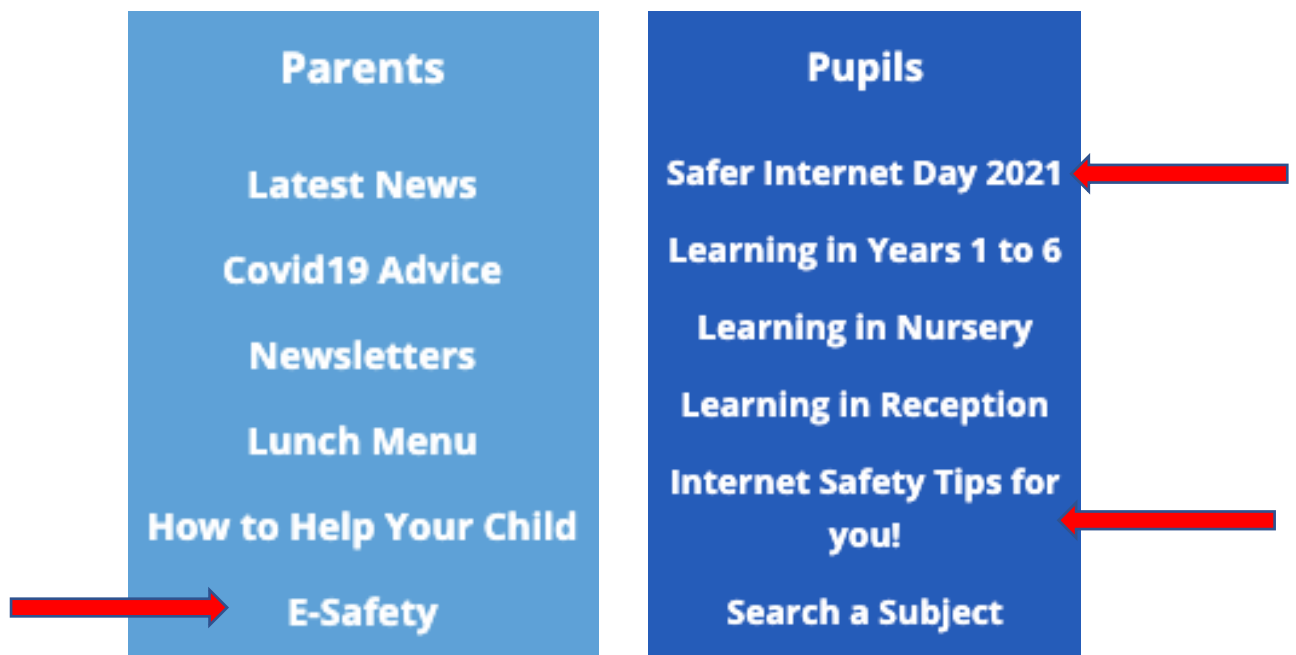 Parents
Latest News
Covid19 Advice
Newsletters
Lunch Menu
How to Help Your Child
E-Safety
Pupils
Safer Internet Day 2021
Learning in Years 1 to 6
Learning in Nursery
Learning in Reception
Internet Safety Tips for
you!
Search a Subject